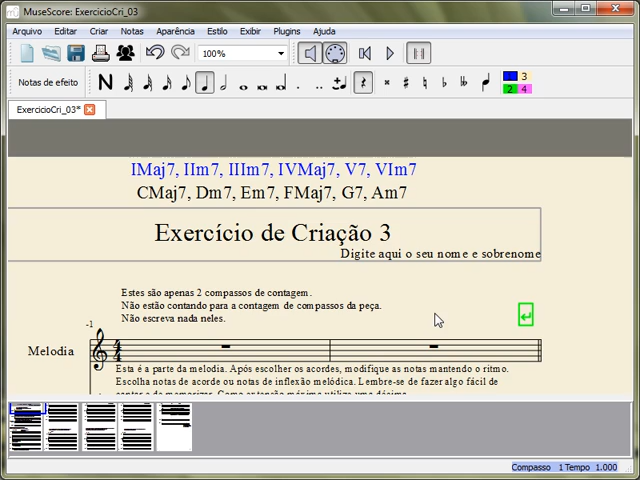 MuseScore: ExercicioCri_03
Arquivo Editar Criar Notas Aparência Estilo Exibir Plugins Ajuda
100%
Notas de efeito N 1 3
2 4
ExercicioCri_03*
IMaj7, IIm7, IIIm7, IVMaj7, V7, VIm7
CMaj7, Dm7, Em7, FMaj7, G7, Am7
Exercício de Criação 3
Digite aqui o seu nome e sobrenome
Estes são apenas 2 compassos de contagem.
Não estão contando para a contagem de compassos da peça.
Não escreva nada neles.
-1
Melodia
Esta é a parte da melodia. Após escolher os acordes, modifique as notas mantendo o ritmo.
Escolha notas de acorde ou notas de inflexão melódica. Lembre-se de fazer algo fácil de
Compasso 1 Tempo 1.000